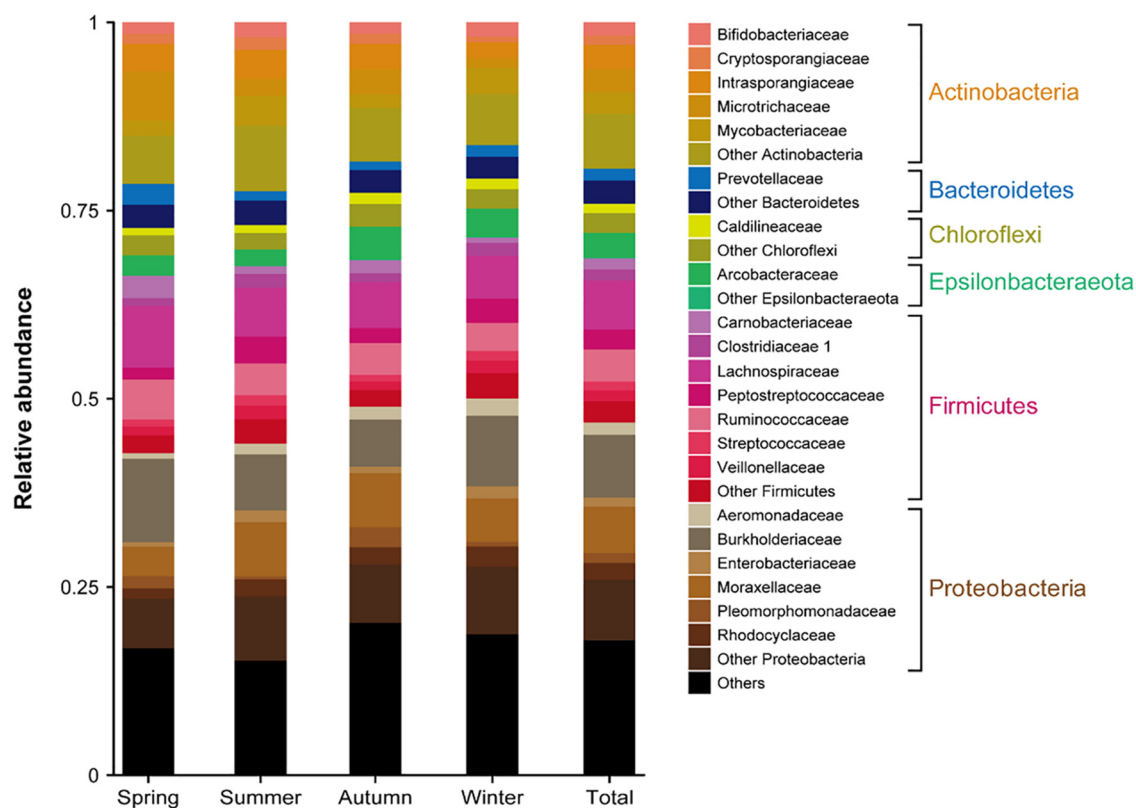 Relative abundance
1
0.75
0.5
0.25
0
Spring
Summer
Autumn
Winter
Total
Bifidobacteriaceae
Cryptosporangiaceae
Intrasporangiaceae
Microtrichaceae
Mycobacteriaceae
Other Actinobacteria
Actinobacteria
Prevotellaceae
Other Bacteroidetes
Bacteroidetes
Caldilineaceae
Other Chloroflexi
Chloroflexi
Arcobacteraceae
Other Epsilonbacteraeota
Epsilonbacteraeota
Carnobacteriaceae
Clostridiaceae 1
Lachnospiraceae
Peptostreptococcaceae
Ruminococcaceae
Streptococcaceae
Veillonellaceae
Other Firmicutes
Firmicutes
Aeromonadaceae
Burkholderiaceae
Enterobacteriaceae
Moraxellaceae
Pleomorphomonadaceae
Rhodocyclaceae
Other Proteobacteria
Proteobacteria
Others